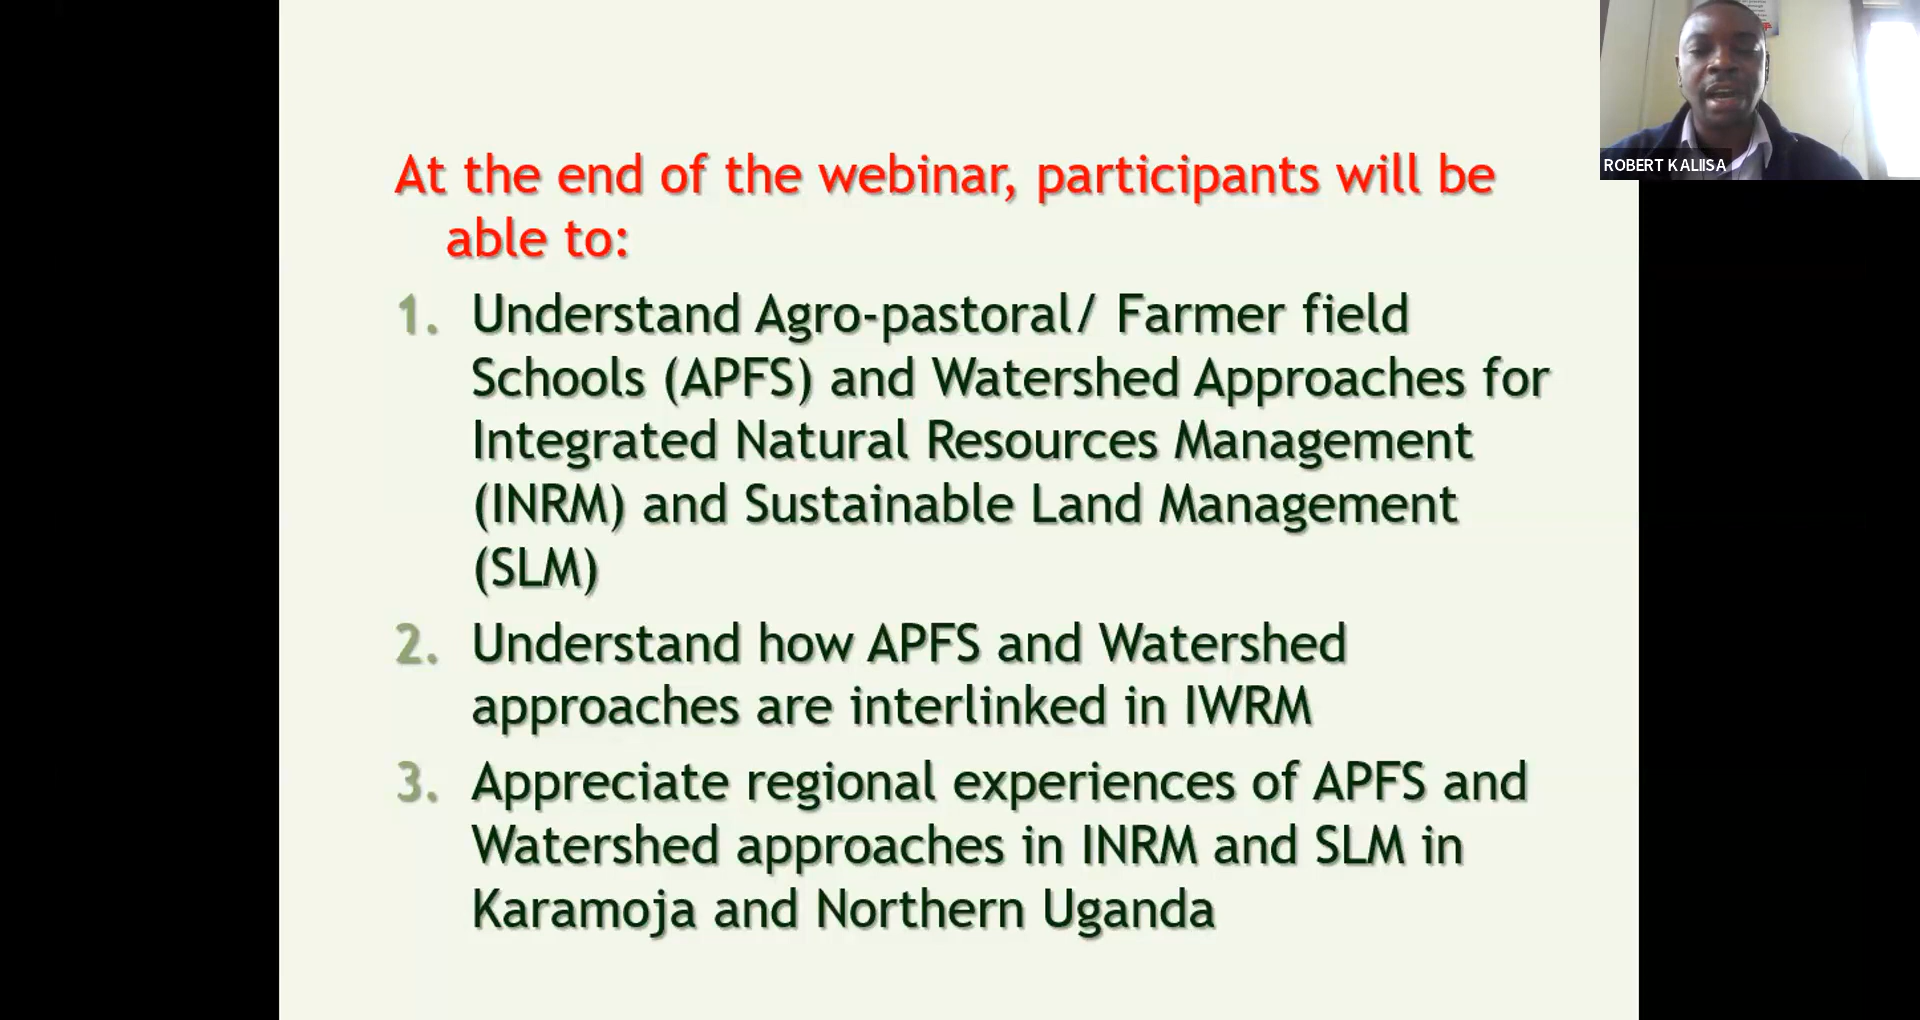 At the end of the webinar, participants will be
able to:
1. Understand Agro-pastoral/ Farmer field
Schools (APFS) and Watershed Approaches for
Integrated Natural Resources Management
(INRM) and Sustainable Land Management
(SLM)
2. Understand how APFS and Watershed
approaches are interlinked in IWRM
3. Appreciate regional experiences of APFS and
Watershed approaches in INRM and SLM in
Karamoja and Northern Uganda
ROBERT KALIISA